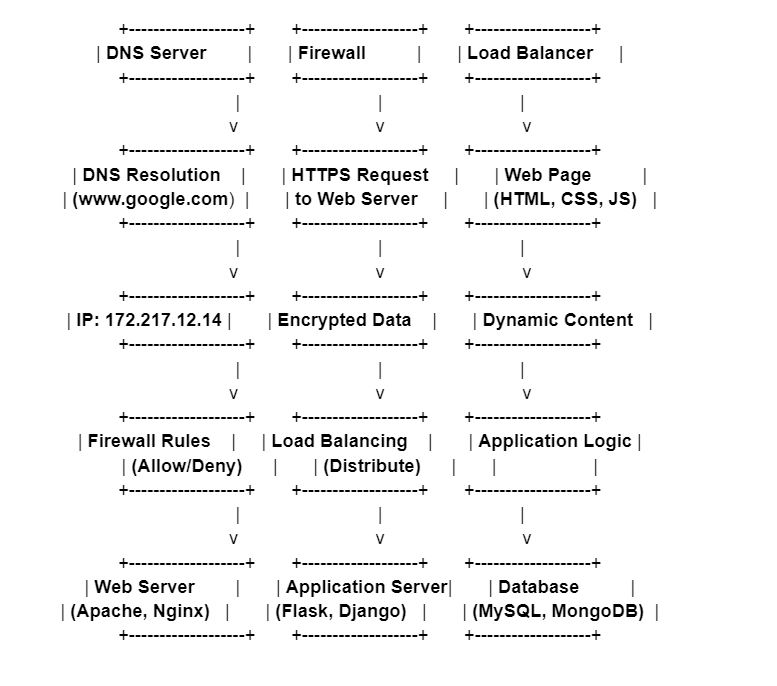 +-------------------+ +-------------------+ +-------------------+
| DNS Server | | Firewall | | Load Balancer |
+-------------------+ +-------------------+ +-------------------+
| | |
v v v
+-------------------+ +-------------------+ +-------------------+
| DNS Resolution | | HTTPS Request | | Web Page |
| (www.google.com) | | to Web Server | | (HTML, CSS, JS) |
+-------------------+ +-------------------+ +-------------------+
| | |
v v v
+-------------------+ +-------------------+ +-------------------+
| IP: 172.217.12.14 | | Encrypted Data | | Dynamic Content |
+-------------------+ +-------------------+ +-------------------+
| | |
v v v
+-------------------+ +-------------------+ +-------------------+
| Firewall Rules | | Load Balancing | | Application Logic |
| (Allow/Deny) | | (Distribute) | | |
+-------------------+ +-------------------+ +-------------------+
| | |
v v v
+-------------------+ +-------------------+ +-------------------+
| Web Server | | Application Server| | Database |
| (Apache, Nginx) | | (Flask, Django) | | (MySQL, MongoDB) |
+-------------------+ +-------------------+ +-------------------+